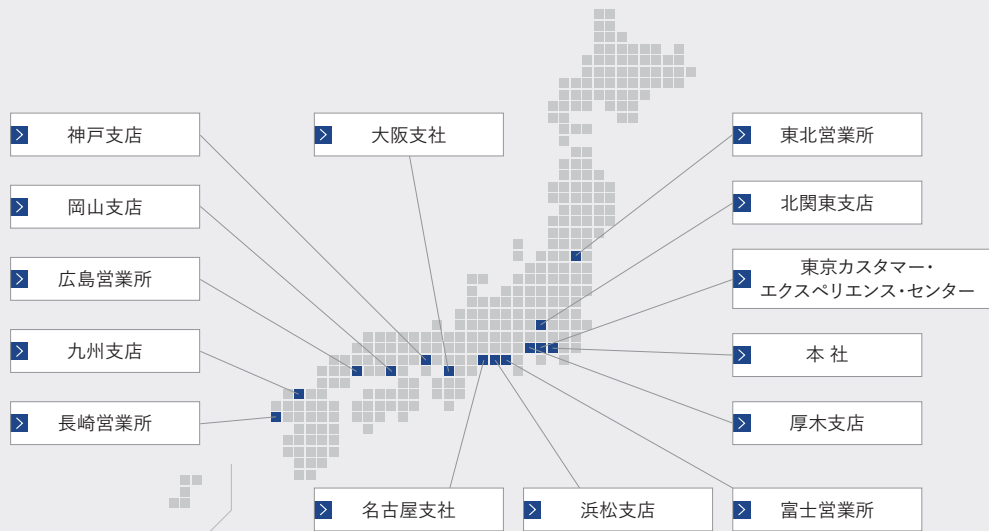 神戸支店
大阪支社
東北営業所
岡山支店
北関東支店
広島営業所
東京カスタマー・
エクスペリエンス・センター
九州支店
本 社
長崎営業所
厚木支店
名古屋支社
浜松支店
富士営業所